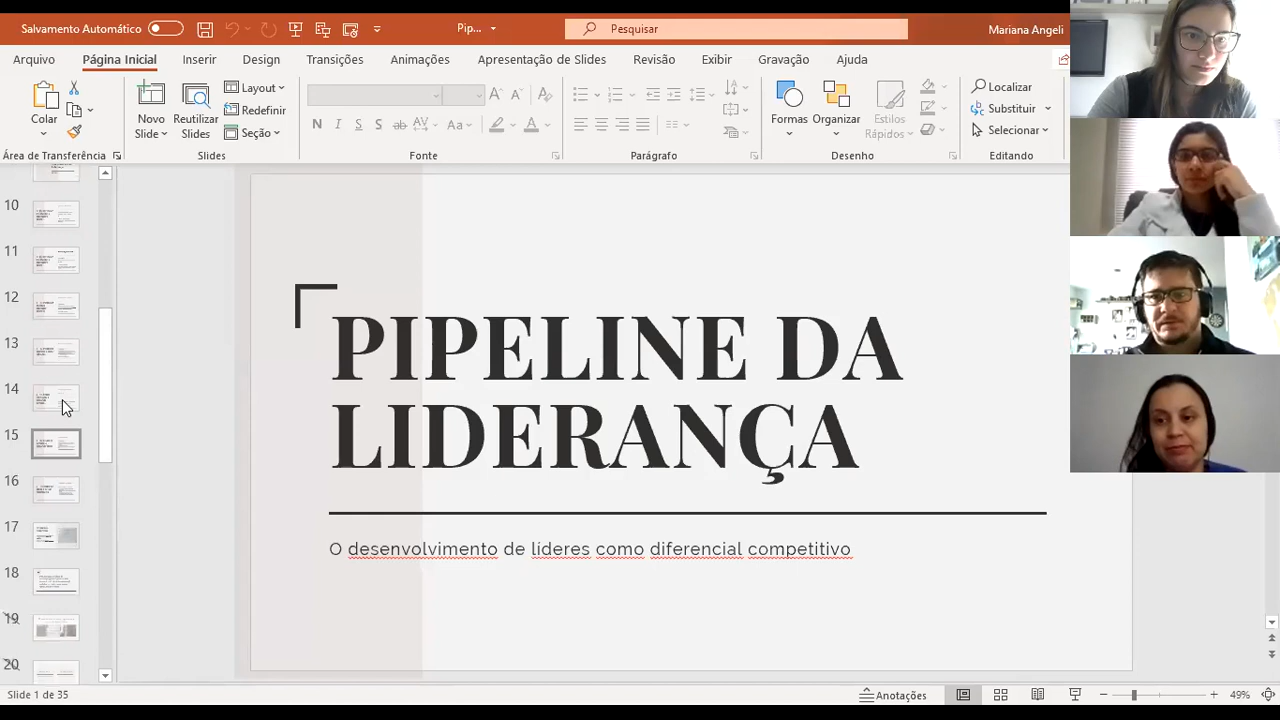 Salvamento Automático
Pip...
Pesquisar
Mariana Angeli
Arquivo
Página Inicial
Inserir
Design
Transições
Animações
Apresentação de Slides
Revisão
Exibir
Gravação
Ajuda
Colar
Novo
Slide
Reutilizar
Slides
Layout
Redefinir
Seção
N I S S ab AV Aa A
Formas
Organizar
Estilos
Rápidos
Localizar
Substituir
Selecionar
Área de Transferência
Slides
Fonte
Parágrafo
Desenho
Editando
10
11
12
13
14
15
16
17
18
19
20
PIPELINE DA
LIDERANÇA
O desenvolvimento de líderes como diferencial competitivo
Slide 1 de 35
Anotações
49%